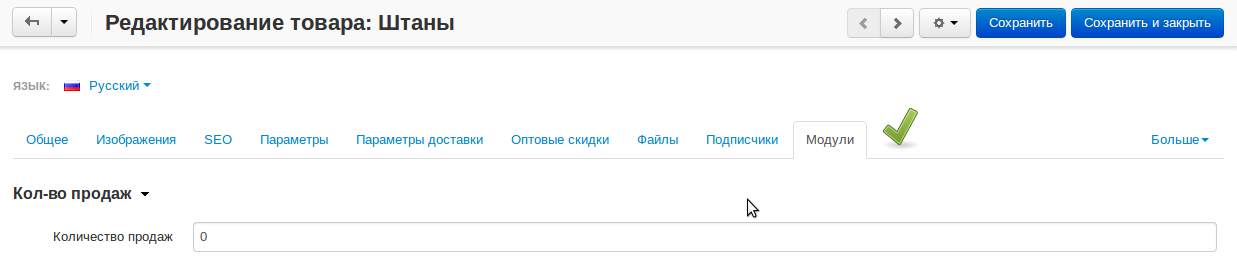 Редактирование товара: Штаны
Сохранить
Сохранить и закрыть
ЯЗЫК: Русский
Общее Изображения SEO Параметры Параметры доставки Оптовые скидки Файлы Подписчики Модули Больше
Кол-во продаж
Количество продаж 0